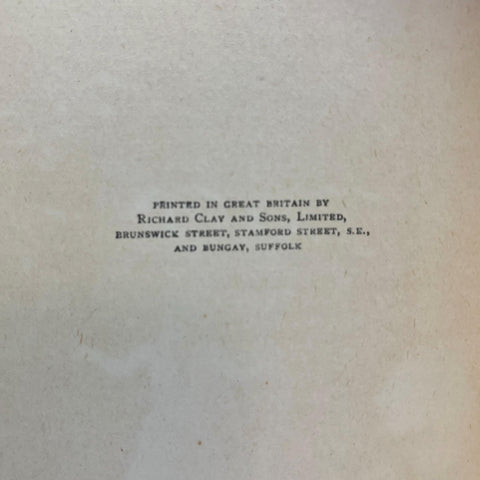 PRINTED IN GREAT BRITAIN BY
RICHARD CLAY AND SONS, LIMITED,
BRUNSWICK STREET, STAMFORD STREET, S.E.,
AND BUNGAY, SUFFOLK